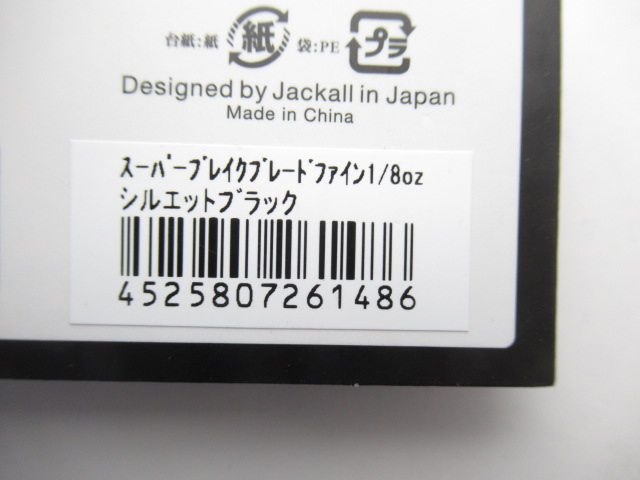 台紙:紙 紙 袋:PE プラ
Designed by Jackall in Japan
Made in China
ｽｰﾊﾟｰﾌﾞﾚｲｸﾌﾞﾚｰﾄﾞﾌｧｲﾝ1/8oz
シルエットブラック
4525807261486